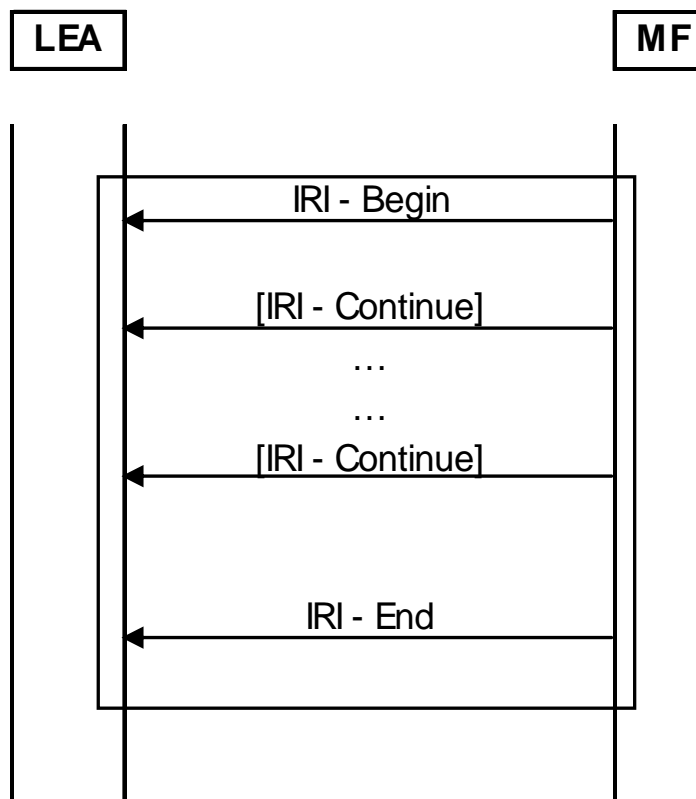 LEA
MF
IRI - Begin
[IRI - Continue]
...
...
[IRI - Continue]
IRI - End